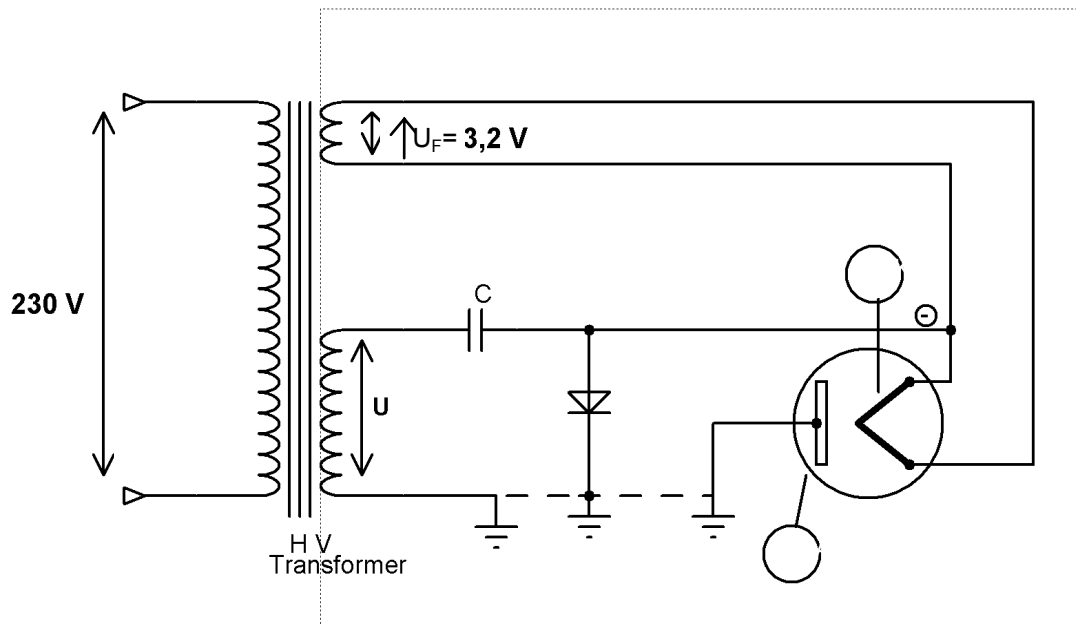 U_F= 3,2 V
230 V
C
-
U
H V
Transformer